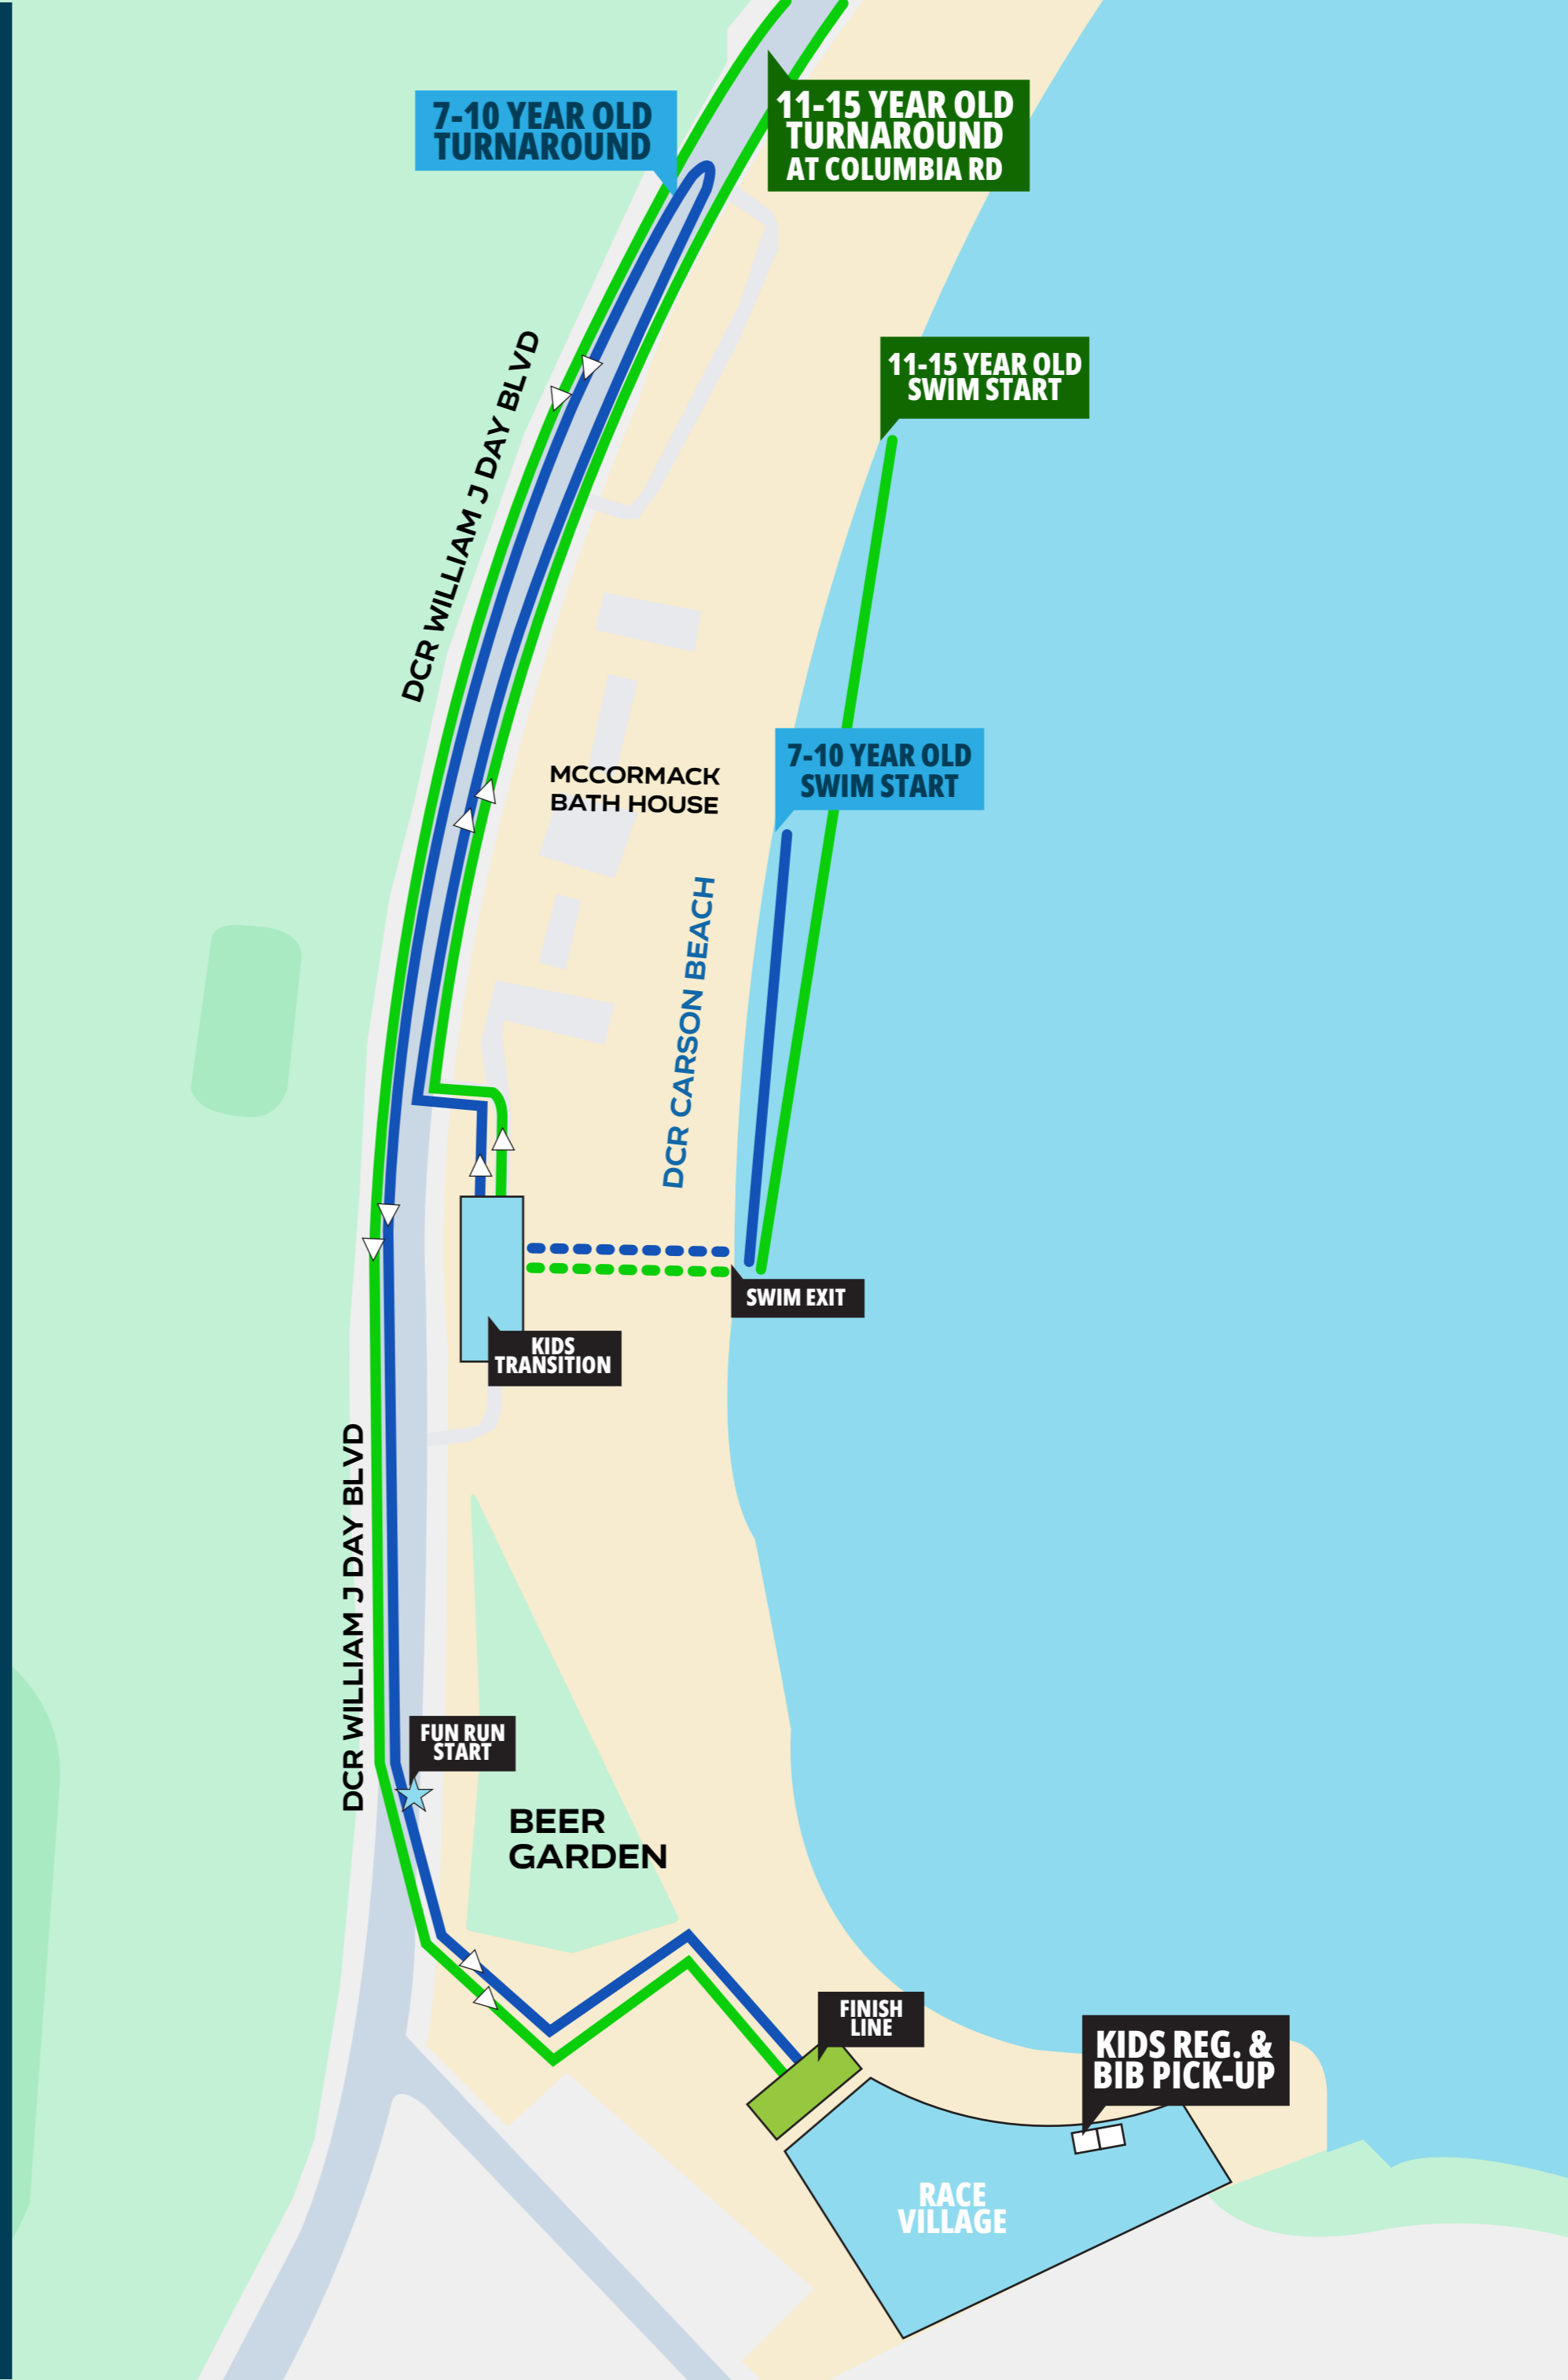 7-10 YEAR OLD
TURNAROUND
11-15 YEAR OLD
TURNAROUND
AT COLUMBIA RD
DCR WILLIAM J DAY BLVD
11-15 YEAR OLD
SWIM START
MCCORMACK
BATH HOUSE
7-10 YEAR OLD
SWIM START
DCR CARSON BEACH
SWIM EXIT
KIDS
TRANSITION
DCR WILLIAM J DAY BLVD
FUN RUN
START
BEER
GARDEN
FINISH
LINE
KIDS REG. &
BIB PICK-UP
RACE
VILLAGE